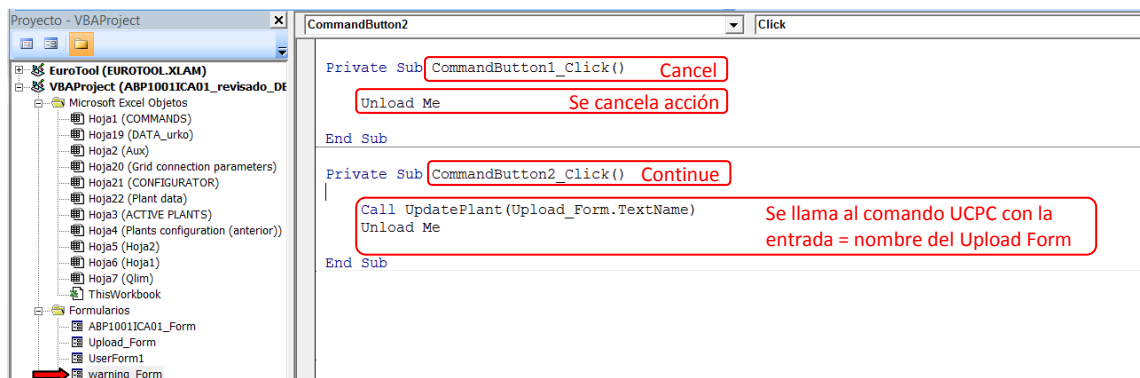 Proyecto - VBAProject
CommandButton2
Click
EuroTool (EUROTOOL.XLAM)
VBAProject (ABP1001ICA01_revisado_DE
Microsoft Excel Objetos
Hoja1 (COMMANDS)
Hoja19 (DATA_urko)
Hoja2 (Aux)
Hoja20 (Grid connection parameters)
Hoja21 (CONFIGURATOR)
Hoja22 (Plant data)
Hoja3 (ACTIVE PLANTS)
Hoja4 (Plants configuration (anterior))
Hoja5 (Hoja2)
Hoja6 (Hoja1)
Hoja7 (Qlim)
ThisWorkbook
Formularios
ABP1001ICA01_Form
Upload_Form
UserForm1
warning_Form
Private Sub CommandButton1_Click() Cancel
Unload Me Se cancela acción
End Sub
Private Sub CommandButton2_Click() Continue
Call UpdatePlant(Upload_Form.TextName)
Unload Me
Se llama al comando UCPC con la
entrada = nombre del Upload Form
End Sub